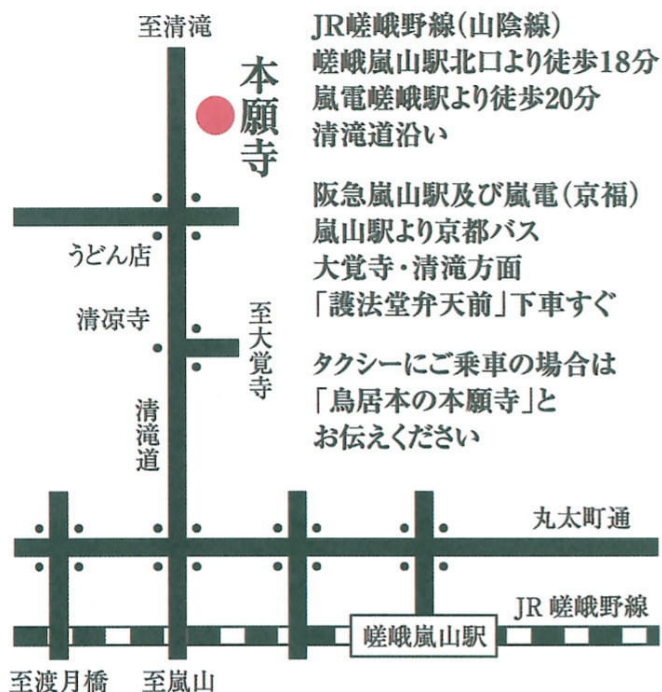 至清滝
本願寺
JR嵯峨野線(山陰線)
嵯峨嵐山駅北口より徒歩18分
嵐電嵯峨駅より徒歩20分
清滝道沿い
阪急嵐山駅及び嵐電(京福)
嵐山駅より京都バス
大覚寺・清滝方面
「護法堂弁天前」下車すぐ
タクシーにご乗車の場合は
「鳥居本の本願寺」と
お伝えください
うどん店
清凉寺
至大覚寺
清滝道
丸太町通
JR 嵯峨野線
嵯峨嵐山駅
至渡月橋
至嵐山